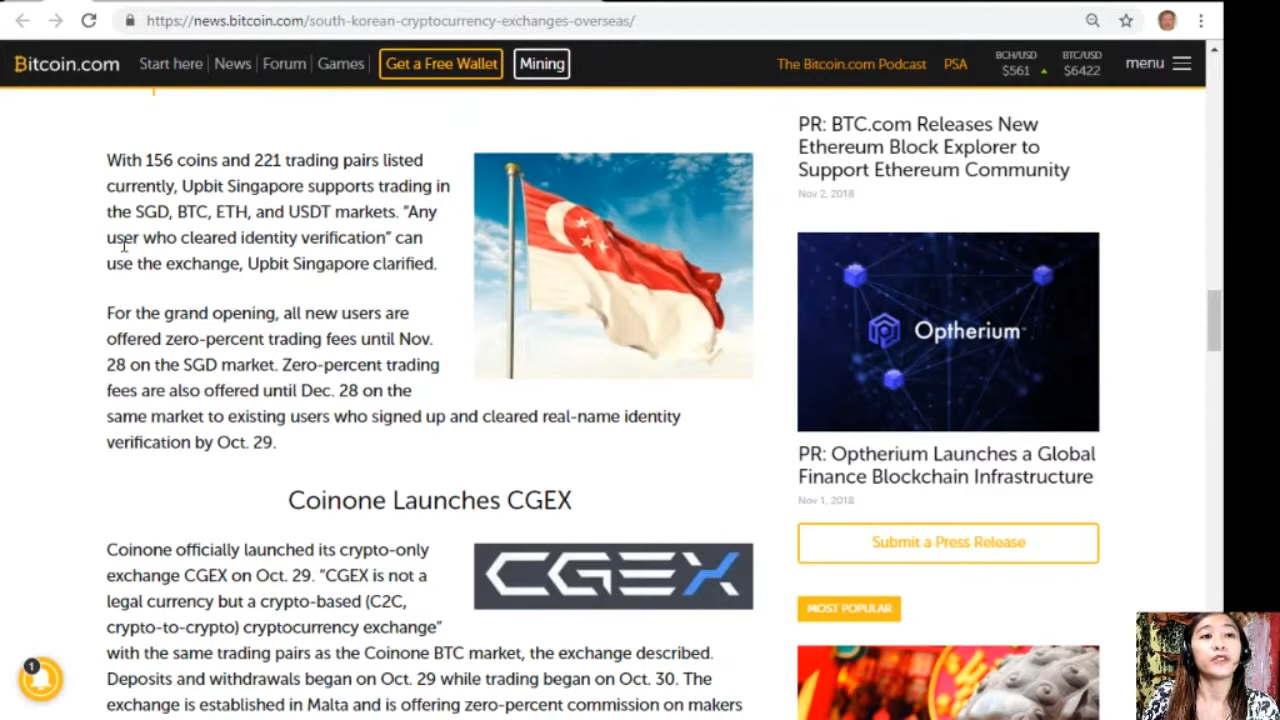 https://news.bitcoin.com/south-korean-cryptocurrency-exchanges-overseas/
Bitcoin.com
Start here
News
Forum
Games
Get a Free Wallet
Mining
The Bitcoin.com Podcast
PSA
BCH/USD
$561
BTC/USD
$6422
menu
With 156 coins and 221 trading pairs listed
currently, Upbit Singapore supports trading in
the SGD, BTC, ETH, and USDT markets. “Any
user who cleared identity verification” can
use the exchange, Upbit Singapore clarified.
For the grand opening, all new users are
offered zero-percent trading fees until Nov.
28 on the SGD market. Zero-percent trading
fees are also offered until Dec. 28 on the
same market to existing users who signed up and cleared real-name identity
verification by Oct. 29.
Coinone Launches CGEX
Coinone officially launched its crypto-only
exchange CGEX on Oct. 29. “CGEX is not a
legal currency but a crypto-based (C2C,
crypto-to-crypto) cryptocurrency exchange”
with the same trading pairs as the Coinone BTC market, the exchange described.
Deposits and withdrawals began on Oct. 29 while trading began on Oct. 30. The
exchange is established in Malta and is offering zero-percent commission on makers
CGEX
PR: BTC.com Releases New
Ethereum Block Explorer to
Support Ethereum Community
Nov 2, 2018
Optherium
PR: Optherium Launches a Global
Finance Blockchain Infrastructure
Nov 1, 2018
Submit a Press Release
MOST POPULAR
1